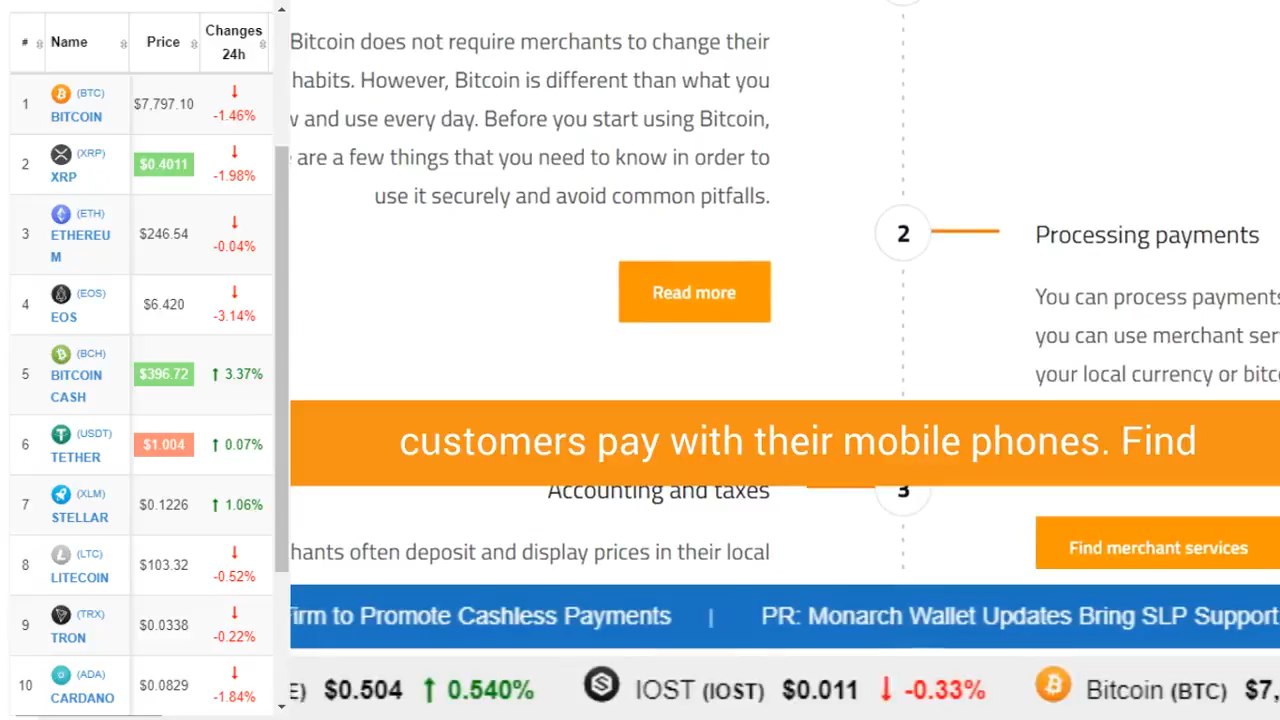 # Name Price Changes 24h
1 (BTC) BITCOIN $7,797.10 ↓ -1.46%
2 (XRP) XRP $0.4011 ↓ -1.98%
3 (ETH) ETHEREUM $246.54 ↓ -0.04%
4 (EOS) EOS $6.420 ↓ -3.14%
5 (BCH) BITCOIN CASH $396.72 ↑ 3.37%
6 (USDT) TETHER $1.004 ↑ 0.07%
7 (XLM) STELLAR $0.1226 ↑ 1.06%
8 (LTC) LITECOIN $103.32 ↓ -0.52%
9 (TRX) TRON $0.0338 ↓ -0.22%
10 (ADA) CARDANO $0.0829 ↓ -1.84%
Bitcoin does not require merchants to change their
habits. However, Bitcoin is different than what you
and use every day. Before you start using Bitcoin,
are a few things that you need to know in order to
use it securely and avoid common pitfalls.
Read more
2
Processing payments
You can process payments
you can use merchant ser
your local currency or bitc
customers pay with their mobile phones. Find
Accounting and taxes
3
hants often deposit and display prices in their local
Find merchant services
Firm to Promote Cashless Payments | PR: Monarch Wallet Updates Bring SLP Support
E) $0.504 ↑ 0.540% IOST (IOST) $0.011 ↓ -0.33% Bitcoin (BTC) $7,